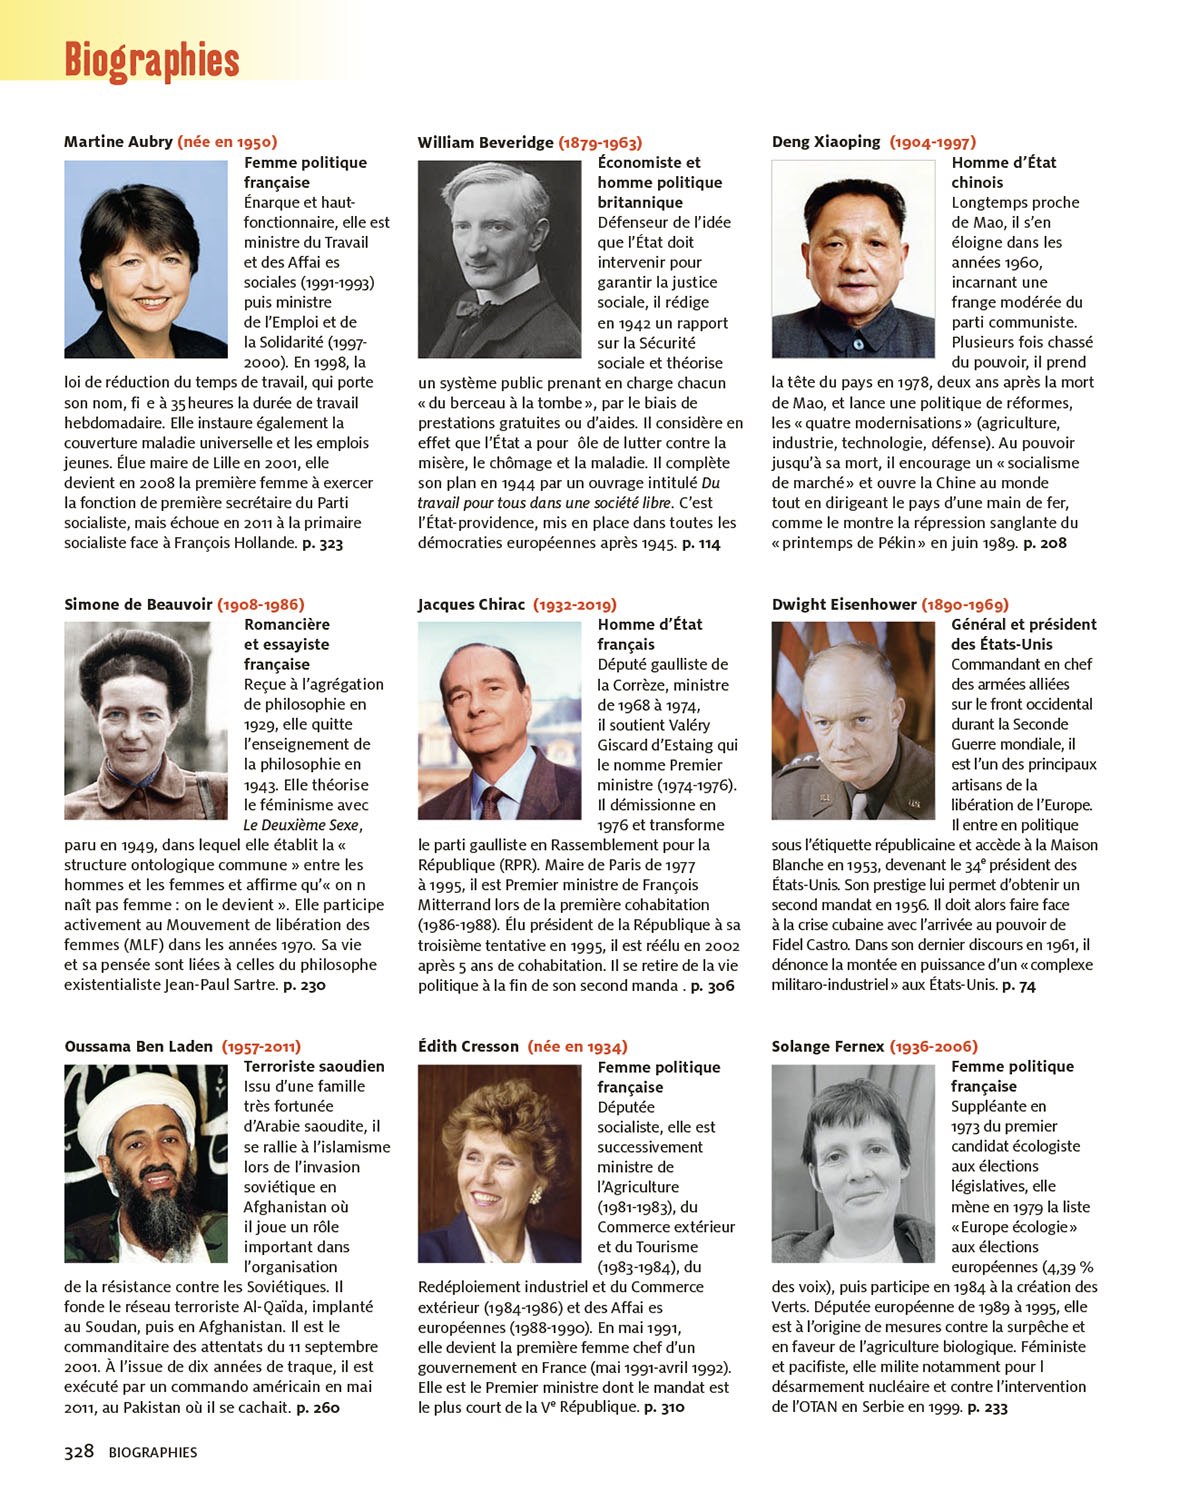 Biographies
Martine Aubry (née en 1950)
Femme politique
française
Énarque et haut-
fonctionnaire, elle est
ministre du Travail
et des Affai es
sociales (1991-1993)
puis ministre
de l'Emploi et de
la Solidarité (1997-
2000). En 1998, la
loi de réduction du temps de travail, qui porte
son nom, fi e à 35 heures la durée de travail
hebdomadaire. Elle instaure également la
couverture maladie universelle et les emplois
jeunes. Élue maire de Lille en 2001, elle
devient en 2008 la première femme à exercer
la fonction de première secrétaire du Parti
socialiste, mais échoue en 2011 à la primaire
socialiste face à François Hollande. p. 323
William Beveridge (1879-1963)
Économiste et
homme politique
britannique
Défenseur de l'idée
que l'État doit
intervenir pour
garantir la justice
sociale, il rédige
en 1942 un rapport
sur la Sécurité
sociale et théorise
un système public prenant en charge chacun
« du berceau à la tombe », par le biais de
prestations gratuites ou d'aides. Il considère en
effet que l'État a pour ôle de lutter contre la
misère, le chômage et la maladie. Il complète
son plan en 1944 par un ouvrage intitulé Du
travail pour tous dans une société libre. C'est
l'État-providence, mis en place dans toutes les
démocraties européennes après 1945. p. 114
Deng Xiaoping (1904-1997)
Homme d'État
chinois
Longtemps proche
de Mao, il s'en
éloigne dans les
années 1960,
incarnant une
frange modérée du
parti communiste.
Plusieurs fois chassé
du pouvoir, il prend
la tête du pays en 1978, deux ans après la mort
de Mao, et lance une politique de réformes,
les « quatre modernisations » (agriculture,
industrie, technologie, défense). Au pouvoir
jusqu'à sa mort, il encourage un « socialisme
de marché » et ouvre la Chine au monde
tout en dirigeant le pays d'une main de fer,
comme le montre la répression sanglante du
« printemps de Pékin » en juin 1989. p. 208
Simone de Beauvoir (1908-1986)
Romancière
et essayiste
française
Reçue à l'agrégation
de philosophie en
1929, elle quitte
l'enseignement de
la philosophie en
1943. Elle théorise
le féminisme avec
Le Deuxième Sexe,
paru en 1949, dans lequel elle établit la «
structure ontologique commune » entre les
hommes et les femmes et affirme qu'« on n
naît pas femme : on le devient ». Elle participe
activement au Mouvement de libération des
femmes (MLF) dans les années 1970. Sa vie
et sa pensée sont liées à celles du philosophe
existentialiste Jean-Paul Sartre. p. 230
Jacques Chirac (1932-2019)
Homme d'État
français
Député gaulliste de
la Corrèze, ministre
de 1968 à 1974,
il soutient Valéry
Giscard d'Estaing qui
le nomme Premier
ministre (1974-1976).
Il démissionne en
1976 et transforme
le parti gaulliste en Rassemblement pour la
République (RPR). Maire de Paris de 1977
à 1995, il est Premier ministre de François
Mitterrand lors de la première cohabitation
(1986-1988). Élu président de la République à sa
troisième tentative en 1995, il est réélu en 2002
après 5 ans de cohabitation. Il se retire de la vie
politique à la fin de son second manda . p. 306
Dwight Eisenhower (1890-1969)
Général et président
des États-Unis
Commandant en chef
des armées alliées
sur le front occidental
durant la Seconde
Guerre mondiale, il
est l'un des principaux
artisans de la
libération de l'Europe.
Il entre en politique
sous l'étiquette républicaine et accède à la Maison
Blanche en 1953, devenant le 34e président des
États-Unis. Son prestige lui permet d'obtenir un
second mandat en 1956. Il doit alors faire face
à la crise cubaine avec l'arrivée au pouvoir de
Fidel Castro. Dans son dernier discours en 1961, il
dénonce la montée en puissance d'un « complexe
militaro-industriel » aux États-Unis. p. 74
Oussama Ben Laden (1957-2011)
Terroriste saoudien
Issu d'une famille
très fortunée
d'Arabie saoudite, il
se rallie à l'islamisme
lors de l'invasion
soviétique en
Afghanistan où
il joue un rôle
important dans
l'organisation
de la résistance contre les Soviétiques. Il
fonde le réseau terroriste Al-Qaïda, implanté
au Soudan, puis en Afghanistan. Il est le
commanditaire des attentats du 11 septembre
2001. À l'issue de dix années de traque, il est
exécuté par un commando américain en mai
2011, au Pakistan où il se cachait. p. 260
Édith Cresson (née en 1934)
Femme politique
française
Députée
socialiste, elle est
successivement
ministre de
l'Agriculture
(1981-1983), du
Commerce extérieur
et du Tourisme
(1983-1984), du
Redéploiement industriel et du Commerce
extérieur (1984-1986) et des Affai es
européennes (1988-1990). En mai 1991,
elle devient la première femme chef d'un
gouvernement en France (mai 1991-avril 1992).
Elle est le Premier ministre dont le mandat est
le plus court de la Ve République. p. 310
Solange Fernex (1936-2006)
Femme politique
française
Suppléante en
1973 du premier
candidat écologiste
aux élections
législatives, elle
mène en 1979 la liste
« Europe écologie »
aux élections
européennes (4,39 %
des voix), puis participe en 1984 à la création des
Verts. Députée européenne de 1989 à 1995, elle
est à l'origine de mesures contre la surpêche et
en faveur de l'agriculture biologique. Féministe
et pacifiste, elle milite notamment pour l
désarmement nucléaire et contre l'intervention
de l'OTAN en Serbie en 1999. p. 233
328 BIOGRAPHIES